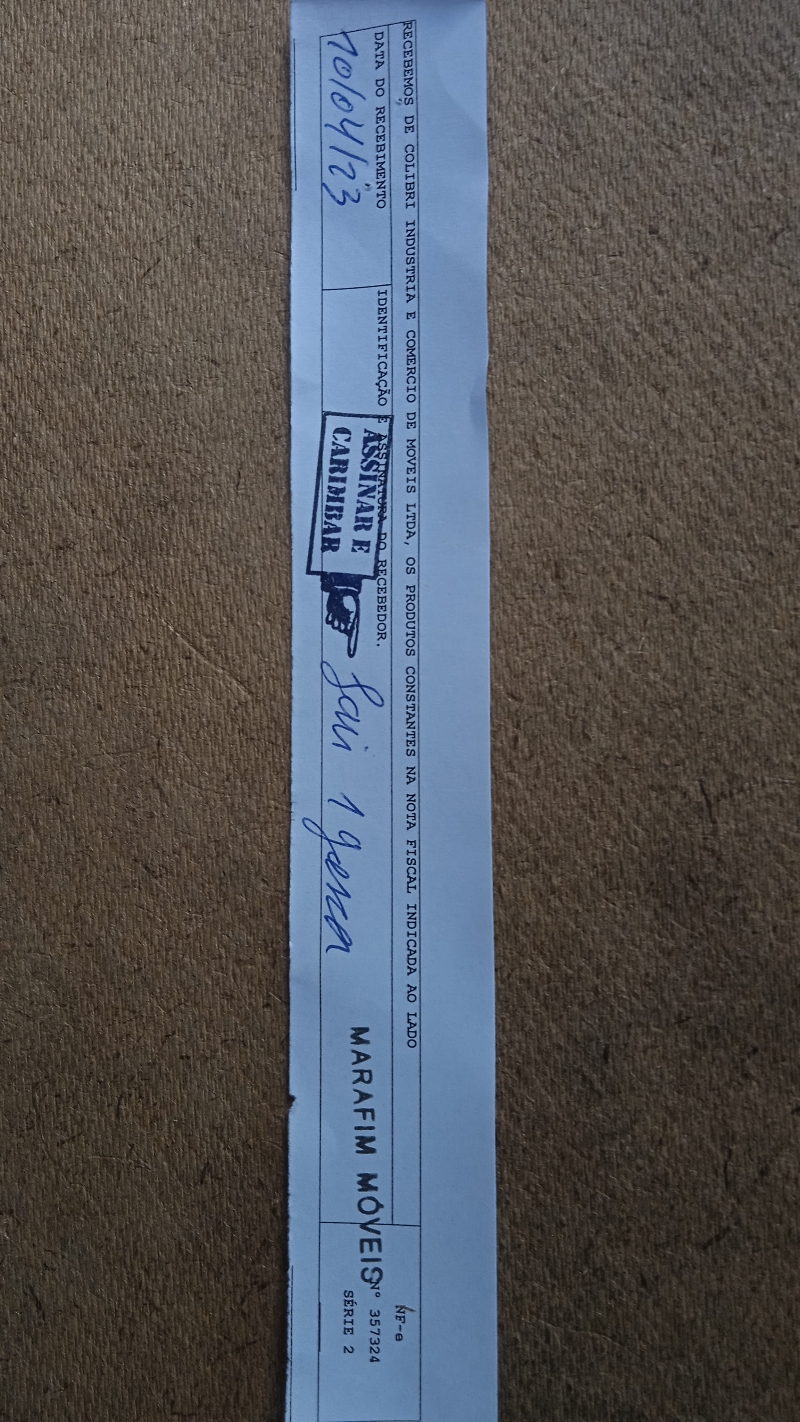 RECEBEMOS DE COLIBRI INDUSTRIA E COMERCIO DE MOVEIS LTDA, OS PRODUTOS CONSTANTES NA NOTA FISCAL INDICADA AO LADO
DATA DO RECEBIMENTO
10/04/23
IDENTIFICAÇÃO E ASSINATURA DO RECEBEDOR.
ASSINAR E
CARIMBAR
MARAFIM MÓVEIS
NF-e
Nº 357324
SÉRIE 2